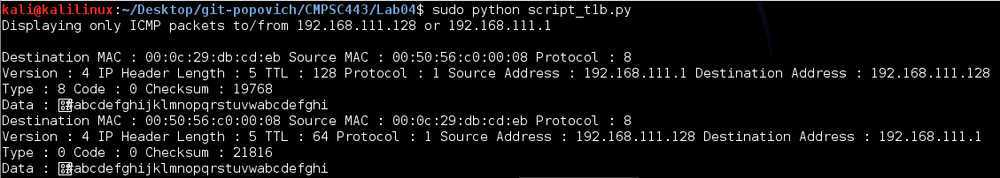 kali@kalilinux:~/Desktop/git-popovich/CMPSC443/Lab04$ sudo python script_t1b.py
Displaying only ICMP packets to/from 192.168.111.128 or 192.168.111.1
Destination MAC : 00:0c:29:db:cd:eb Source MAC : 00:50:56:c0:00:08 Protocol : 8
Version : 4 IP Header Length : 5 TTL : 128 Protocol : 1 Source Address : 192.168.111.1 Destination Address : 192.168.111.128
Type : 8 Code : 0 Checksum : 19768
Data : #abcdefghijklmnopqrstuvwabcdefghi
Destination MAC : 00:50:56:c0:00:08 Source MAC : 00:0c:29:db:cd:eb Protocol : 8
Version : 4 IP Header Length : 5 TTL : 64 Protocol : 1 Source Address : 192.168.111.128 Destination Address : 192.168.111.1
Type : 0 Code : 0 Checksum : 21816
Data : #abcdefghijklmnopqrstuvwabcdefghi